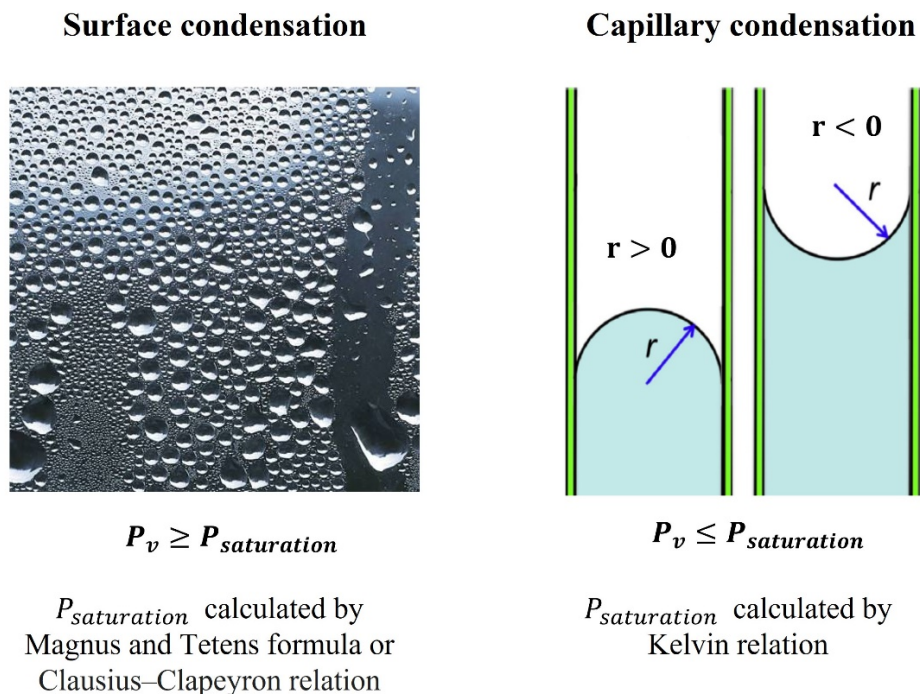 Surface condensation
Capillary condensation
r > 0
r
r < 0
r
P_v ≥ P_saturation
P_v ≤ P_saturation
P_saturation calculated by
Magnus and Tetens formula or
Clausius–Clapeyron relation
P_saturation calculated by
Kelvin relation